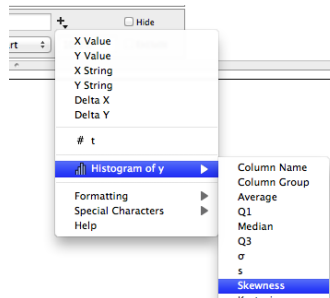 Hide
rt
X Value
Y Value
X String
Y String
Delta X
Delta Y
# t
Histogram of y
Formatting
Special Characters
Help
Column Name
Column Group
Average
Q1
Median
Q3
σ
s
Skewness